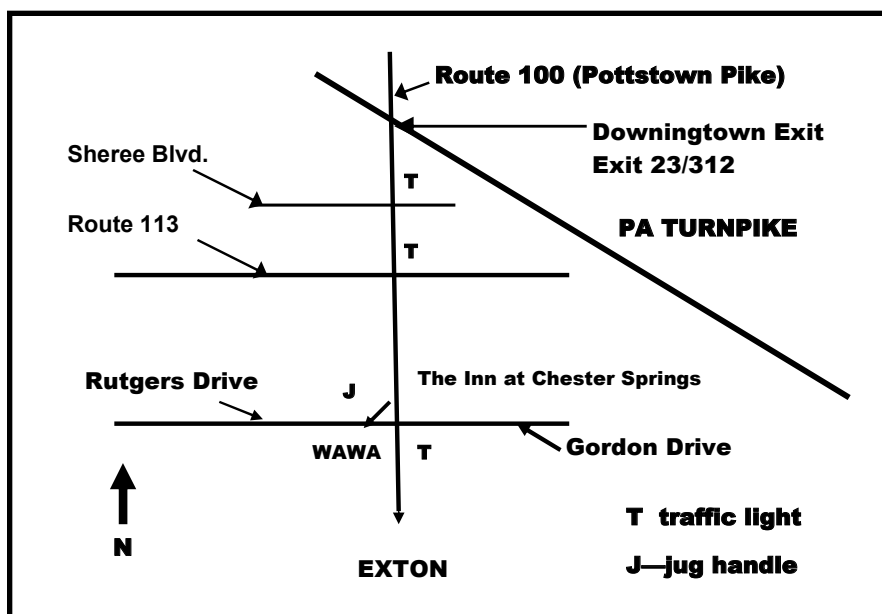 Route 100 (Pottstown Pike)
Downingtown Exit
Exit 23/312
Sheree Blvd.
T
Route 113
PA TURNPIKE
T
The Inn at Chester Springs
Rutgers Drive
J
WAWA
T
Gordon Drive
T traffic light
N
EXTON
J—jug handle